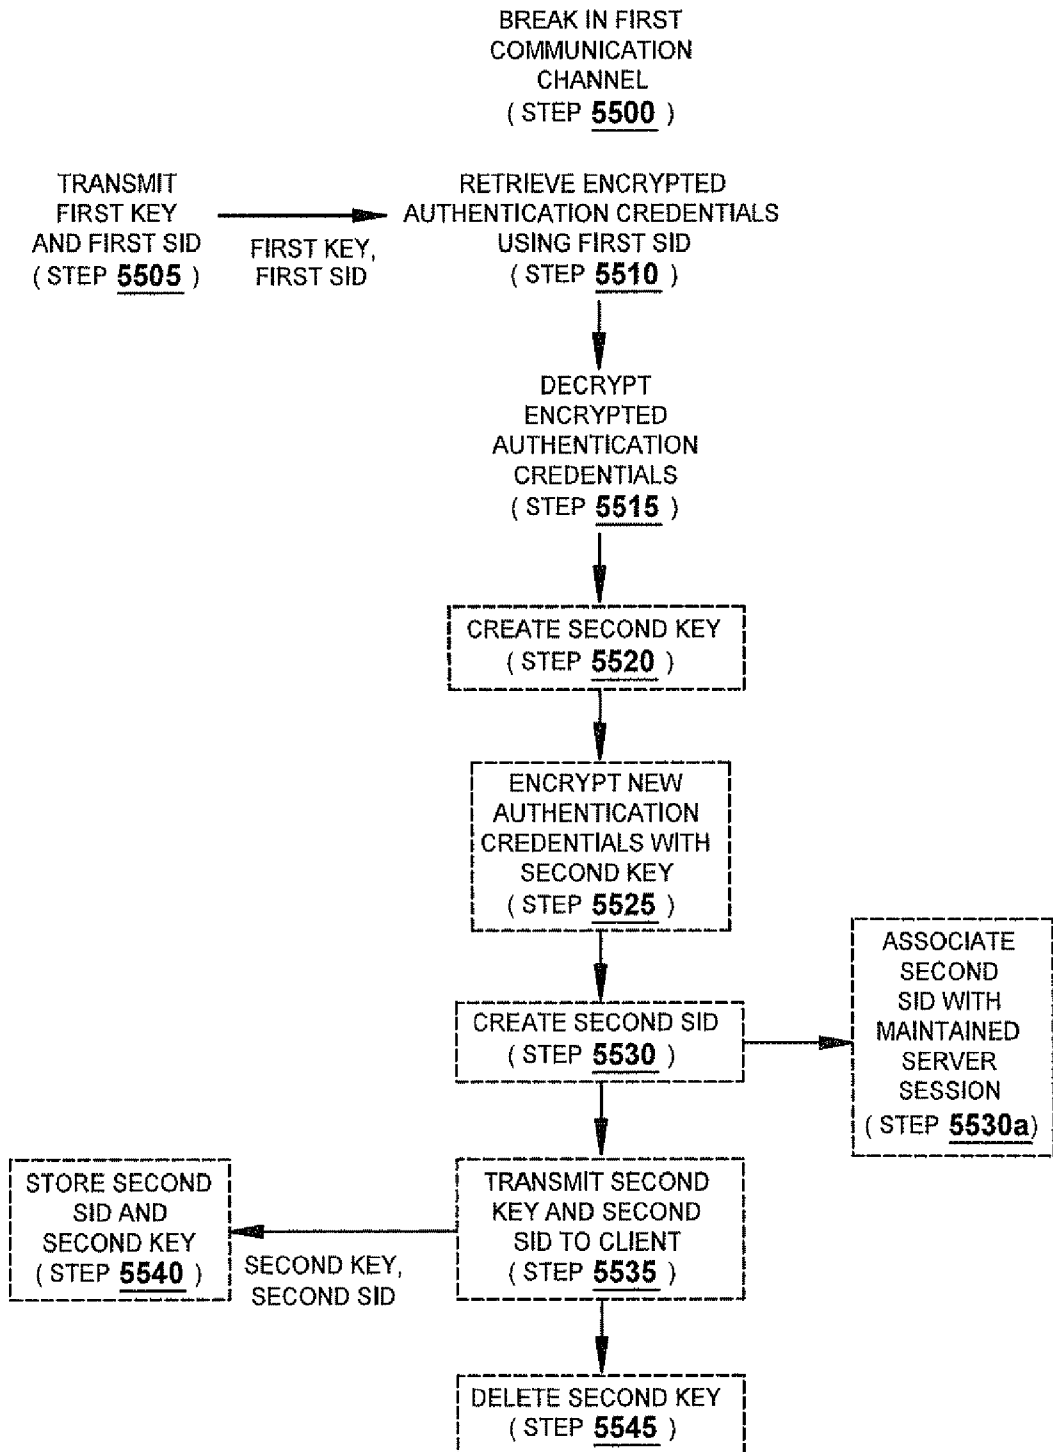 BREAK IN FIRST
COMMUNICATION
CHANNEL
( STEP 5500 )
TRANSMIT
FIRST KEY
AND FIRST SID
( STEP 5505 )
FIRST KEY,
FIRST SID
RETRIEVE ENCRYPTED
AUTHENTICATION CREDENTIALS
USING FIRST SID
( STEP 5510 )
DECRYPT
ENCRYPTED
AUTHENTICATION
CREDENTIALS
( STEP 5515 )
CREATE SECOND KEY
( STEP 5520 )
ENCRYPT NEW
AUTHENTICATION
CREDENTIALS WITH
SECOND KEY
( STEP 5525 )
CREATE SECOND SID
( STEP 5530 )
ASSOCIATE
SECOND
SID WITH
MAINTAINED
SERVER
SESSION
( STEP 5530a)
TRANSMIT SECOND
KEY AND SECOND
SID TO CLIENT
( STEP 5535 )
SECOND KEY,
SECOND SID
STORE SECOND
SID AND
SECOND KEY
( STEP 5540 )
DELETE SECOND KEY
( STEP 5545 )